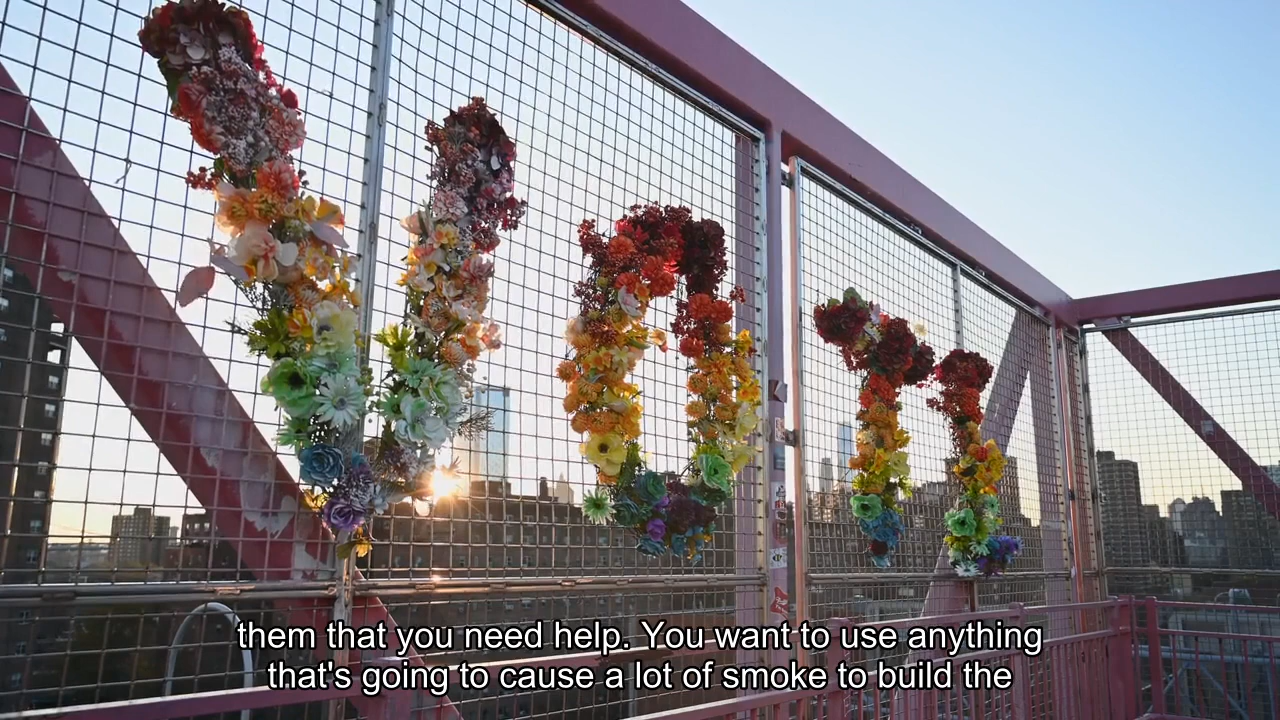 VOTE
them that you need help. You want to use anything
that's going to cause a lot of smoke to build the